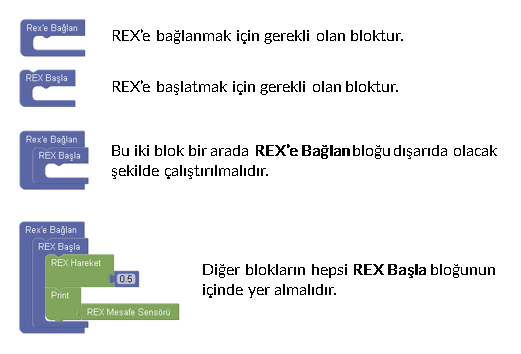 Rex'e Bağlan
REX'e bağlanmak için gerekli olan bloktur.
REX Başla
REX'e başlatmak için gerekli olan bloktur.
Rex'e Bağlan
REX Başla
Bu iki blok bir arada REX'e Bağlan bloğu dışarıda olacak
şekilde çalıştırılmalıdır.
Rex'e Bağlan
REX Başla
REX Hareket
0.5
Print
REX Mesafe Sensörü
Diğer blokların hepsi REX Başla bloğunun
içinde yer almalıdır.